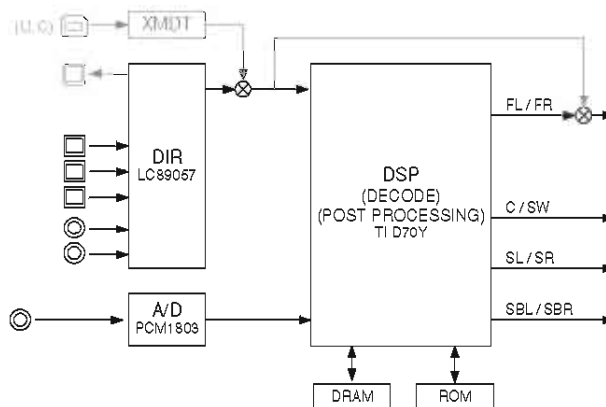 (U, C)
XMDT
DIR
LC89057
A/D
PCM1803
DSP
(DECODE)
(POST PROCESSING)
TI D70Y
FL / FR
C / SW
SL / SR
SBL / SBR
DRAM
ROM